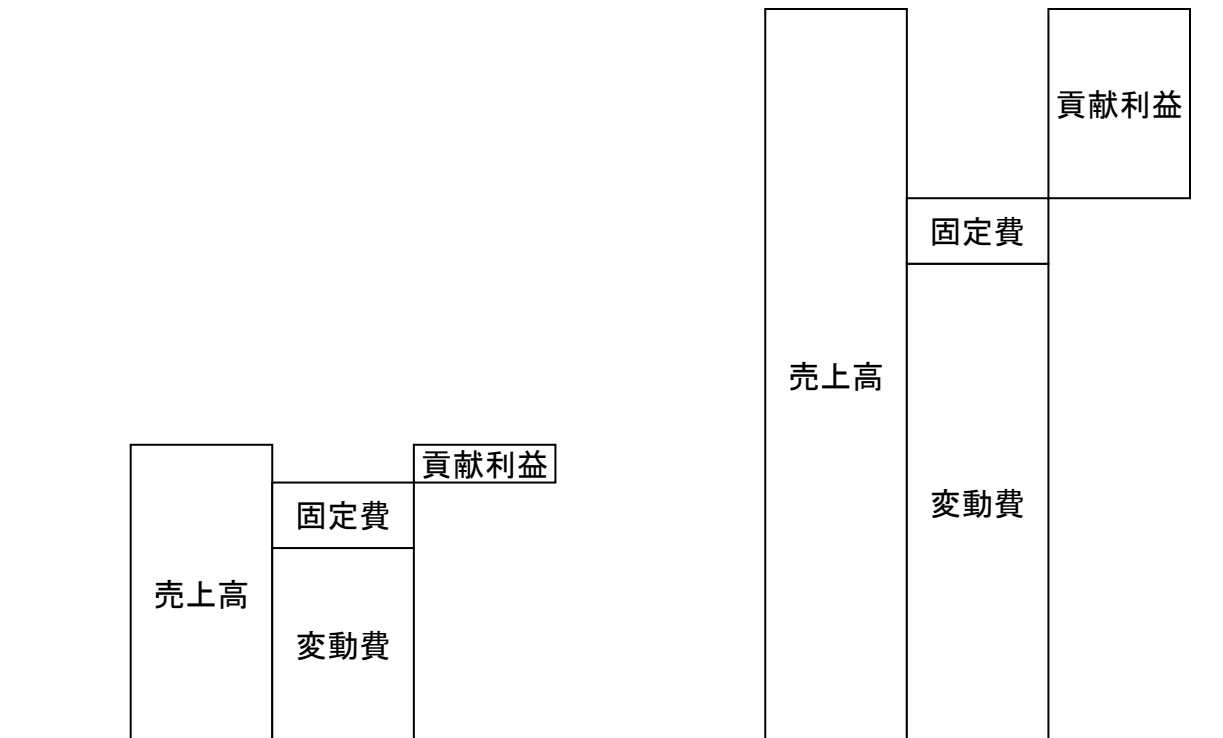 売上高
固定費
変動費
貢献利益
売上高
固定費
変動費
貢献利益